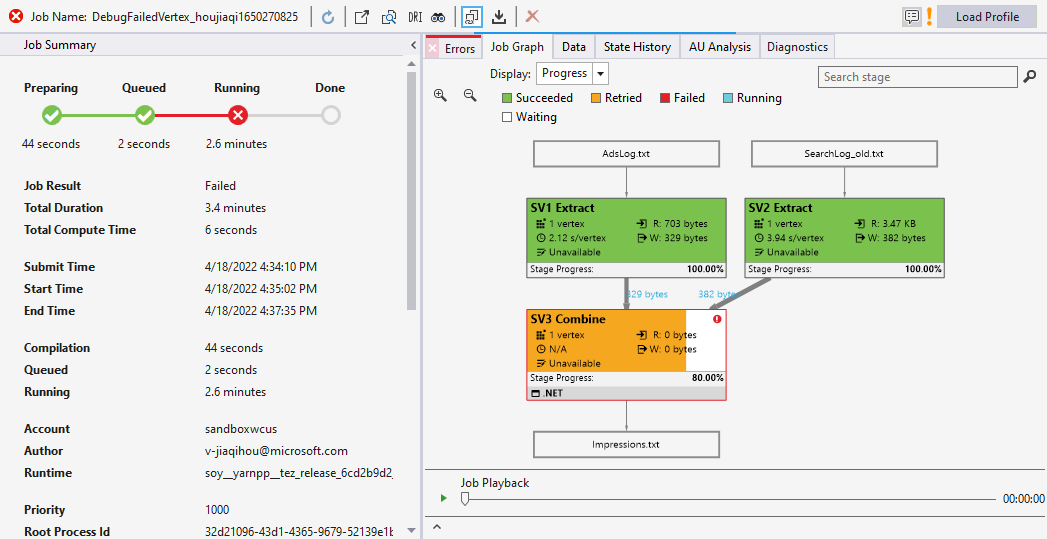 Job Name: DebugFailedVertex_houjiaqi1650270825
DRI
Load Profile
Job Summary
Preparing Queued Running Done
44 seconds 2 seconds 2.6 minutes
Job Result Failed
Total Duration 3.4 minutes
Total Compute Time 6 seconds
Submit Time 4/18/2022 4:34:10 PM
Start Time 4/18/2022 4:35:02 PM
End Time 4/18/2022 4:37:35 PM
Compilation 44 seconds
Queued 2 seconds
Running 2.6 minutes
Account sandboxwcus
Author v-jiaqihou@microsoft.com
Runtime soy__yarnpp__tez_release_6cd2b9d2_
Priority 1000
Root Process Id 32d21096-43d1-4365-9679-52139e1b
Errors Job Graph Data State History AU Analysis Diagnostics
Display: Progress
Search stage
Succeeded Retried Failed Running
Waiting
AdsLog.txt
SearchLog_old.txt
SV1 Extract
1 vertex R: 703 bytes
2.12 s/vertex W: 329 bytes
Unavailable
Stage Progress: 100.00%
SV2 Extract
1 vertex R: 3.47 KB
3.94 s/vertex W: 382 bytes
Unavailable
Stage Progress: 100.00%
329 bytes
382 bytes
SV3 Combine
1 vertex R: 0 bytes
N/A W: 0 bytes
Unavailable
Stage Progress: 80.00%
.NET
Impressions.txt
Job Playback
00:00:00